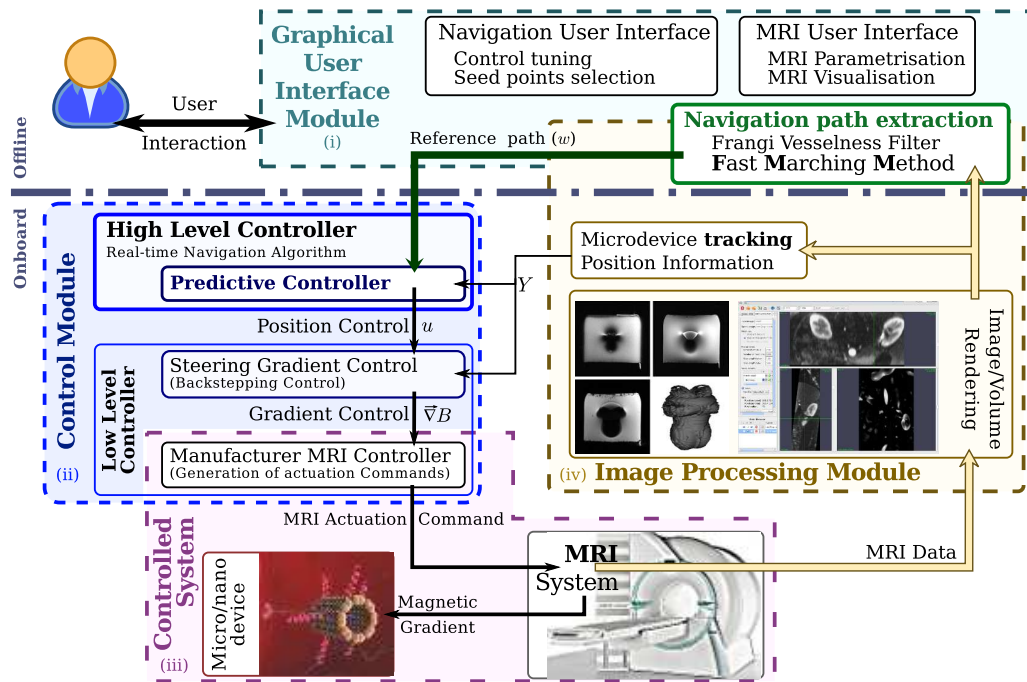 Graphical
User
Interface
Module
(i)
Navigation User Interface
Control tuning
Seed points selection
MRI User Interface
MRI Parametrisation
MRI Visualisation
User
Interaction
Offline
Onboard
Reference path (w)
Navigation path extraction
Frangi Vesselness Filter
Fast Marching Method
Control Module
(ii)
High Level Controller
Real-time Navigation Algorithm
Predictive Controller
Position Control u
Y
Microdevice tracking
Position Information
Low Level
Controller
Steering Gradient Control
(Backstepping Control)
Gradient Control ∇⃗B
Manufacturer MRI Controller
(Generation of actuation Commands)
Image/Volume
Rendering
(iv) Image Processing Module
MRI Actuation Command
Controlled
System
(iii)
Micro/nano
device
Magnetic
Gradient
MRI
System
MRI Data